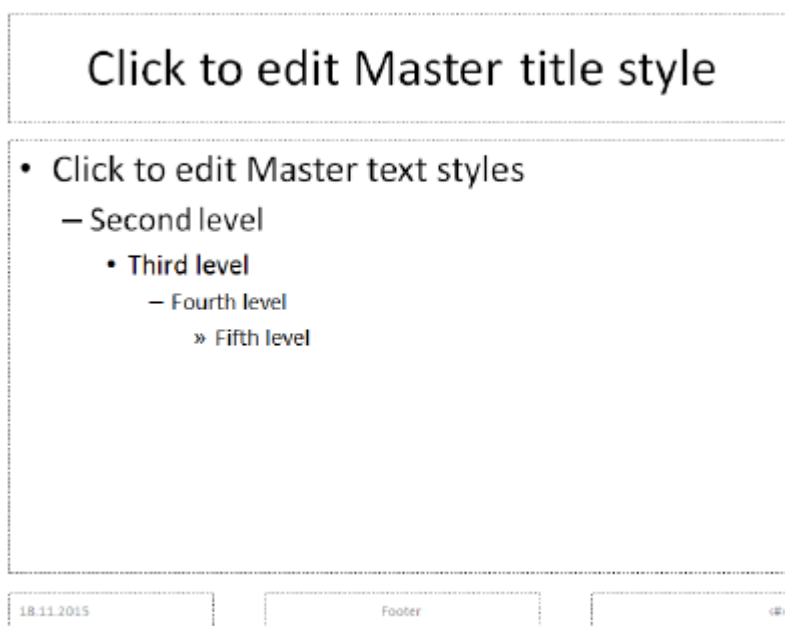 Click to edit Master title style
• Click to edit Master text styles
– Second level
• Third level
– Fourth level
» Fifth level
18.11.2015
Footer
‹#